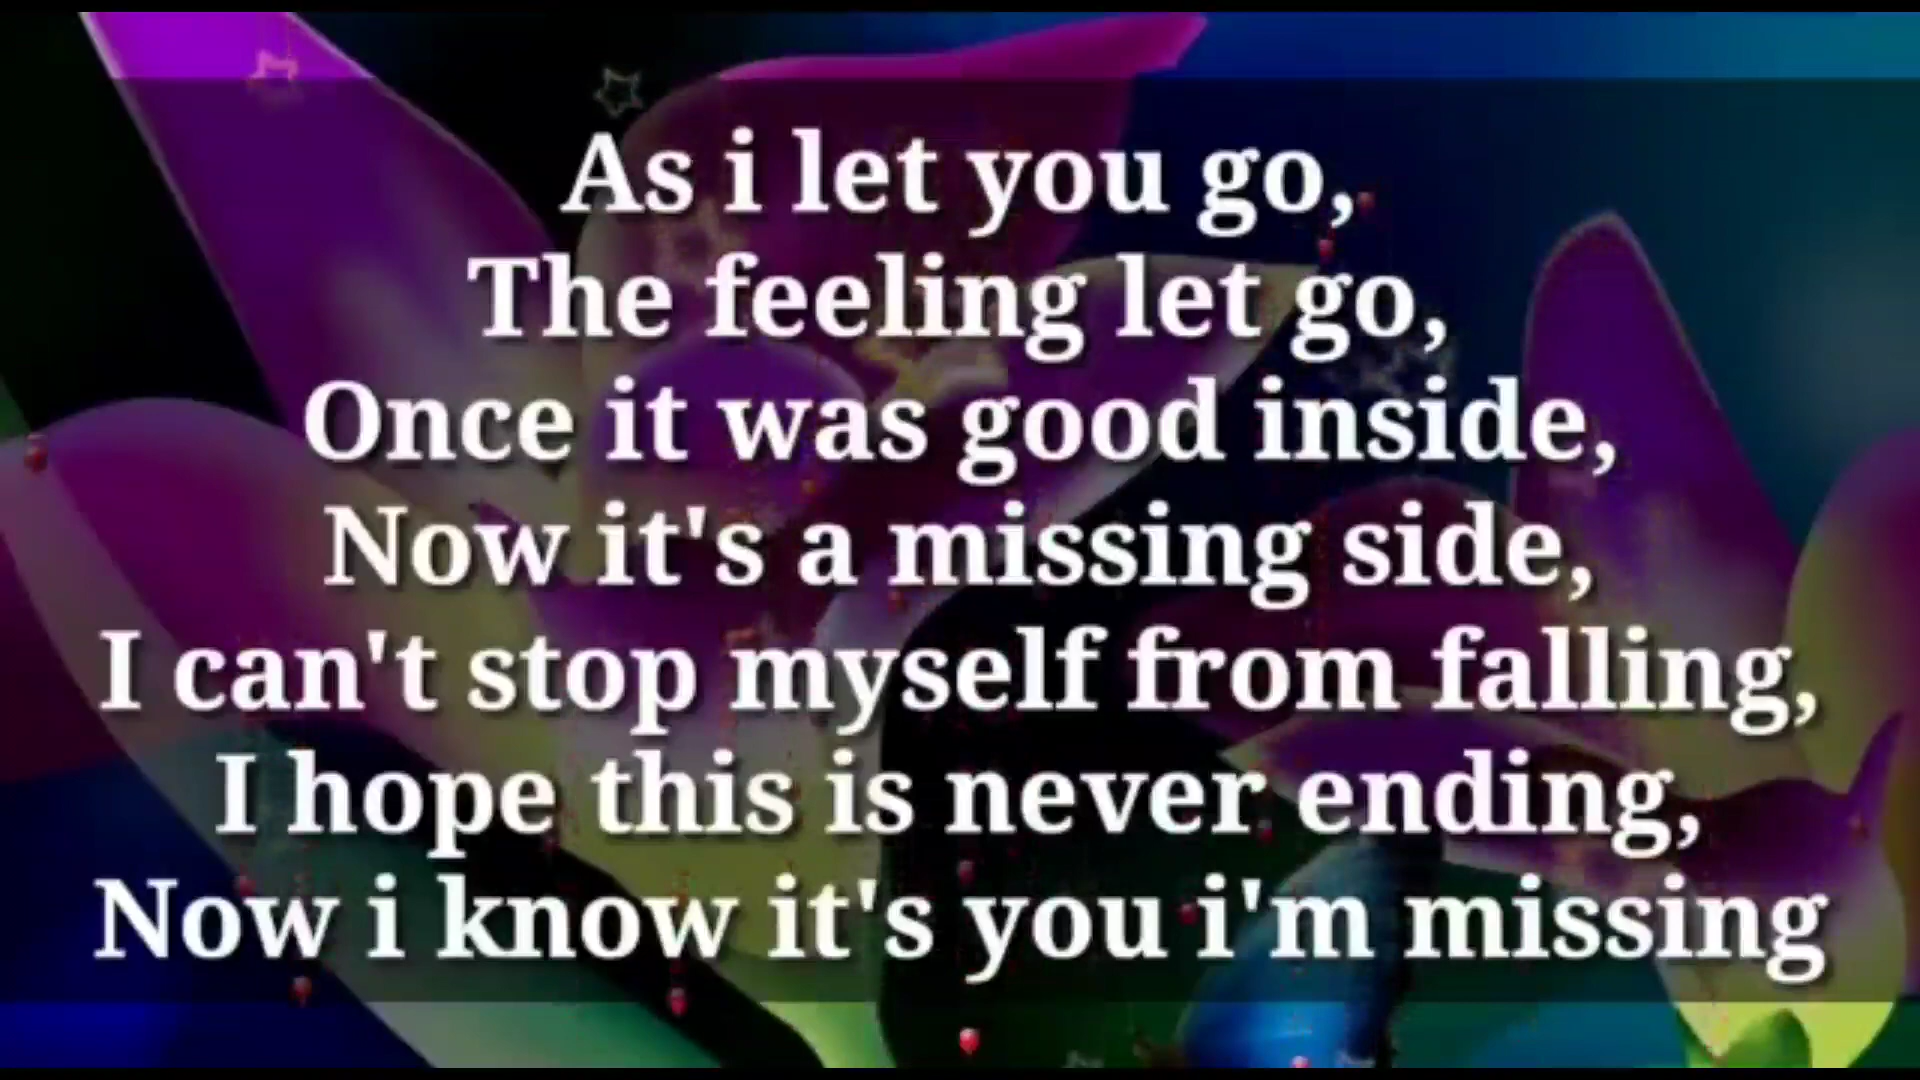 As i let you go,
The feeling let go,
Once it was good inside,
Now it's a missing side,
I can't stop myself from falling,
I hope this is never ending,
Now i know it's you i'm missing